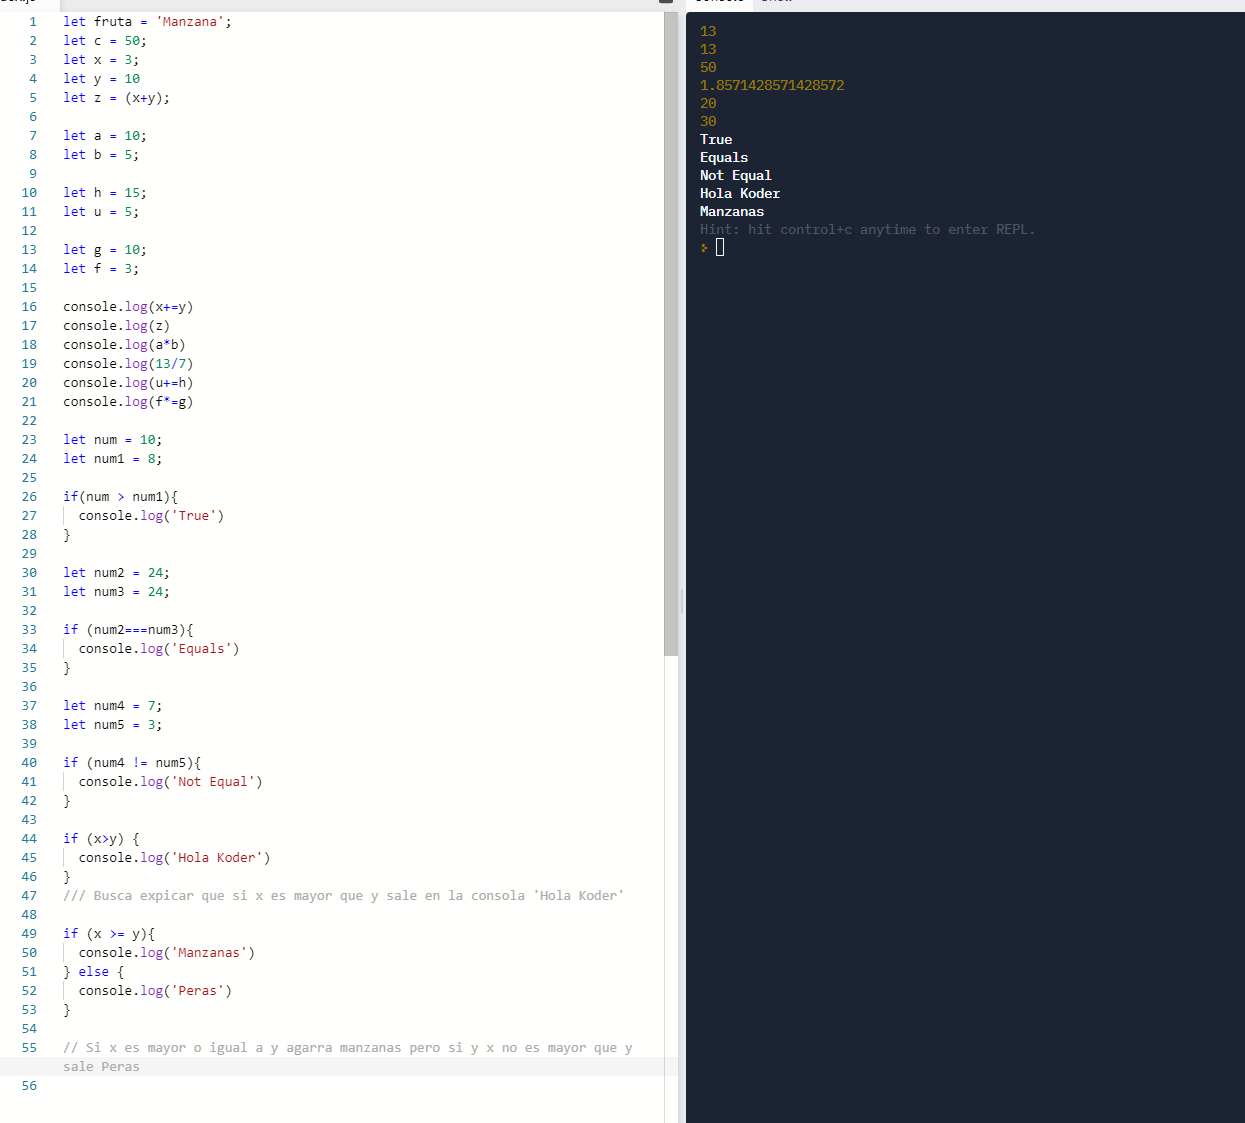 1 let fruta = 'Manzana';
2 let c = 50;
3 let x = 3;
4 let y = 10
5 let z = (x+y);
6
7 let a = 10;
8 let b = 5;
9
10 let h = 15;
11 let u = 5;
12
13 let g = 10;
14 let f = 3;
15
16 console.log(x+=y)
17 console.log(z)
18 console.log(a*b)
19 console.log(13/7)
20 console.log(u+=h)
21 console.log(f*=g)
22
23 let num = 10;
24 let num1 = 8;
25
26 if(num > num1){
27 console.log('True')
28 }
29
30 let num2 = 24;
31 let num3 = 24;
32
33 if (num2===num3){
34 console.log('Equals')
35 }
36
37 let num4 = 7;
38 let num5 = 3;
39
40 if (num4 != num5){
41 console.log('Not Equal')
42 }
43
44 if (x>y) {
45 console.log('Hola Koder')
46 }
47 /// Busca expicar que si x es mayor que y sale en la consola 'Hola Koder'
48
49 if (x >= y){
50 console.log('Manzanas')
51 } else {
52 console.log('Peras')
53 }
54
55 // Si x es mayor o igual a y agarra manzanas pero si y x no es mayor que y
sale Peras
56
13
13
50
1.8571428571428572
20
30
True
Equals
Not Equal
Hola Koder
Manzanas
Hint: hit control+c anytime to enter REPL.